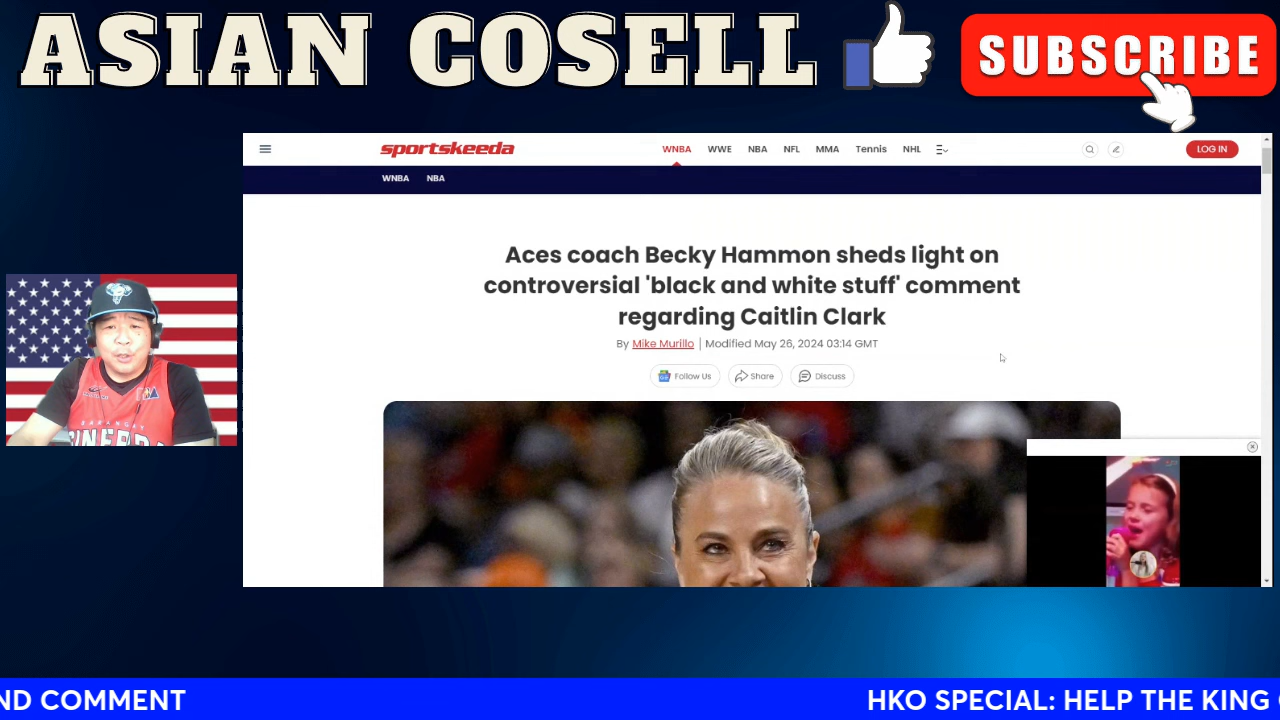 ASIAN COSELL
SUBSCRIBE
sportskeeda
WNBA WWE NBA NFL MMA Tennis NHL
LOG IN
WNBA NBA
Aces coach Becky Hammon sheds light on
controversial 'black and white stuff' comment
regarding Caitlin Clark
By Mike Murillo | Modified May 26, 2024 03:14 GMT
Follow Us Share Discuss
ND COMMENT
HKO SPECIAL: HELP THE KING